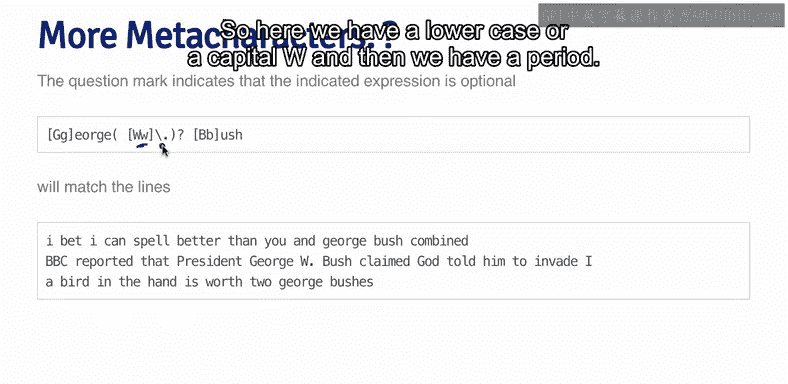 More Metacharacters: ?
So here we have a lower case or
a capital W and then we have a period.
The question mark indicates that the indicated expression is optional
[Gg]eorge( [Ww]\.)? [Bb]ush
will match the lines
i bet i can spell better than you and george bush combined
BBC reported that President George W. Bush claimed God told him to invade I
a bird in the hand is worth two george bushes